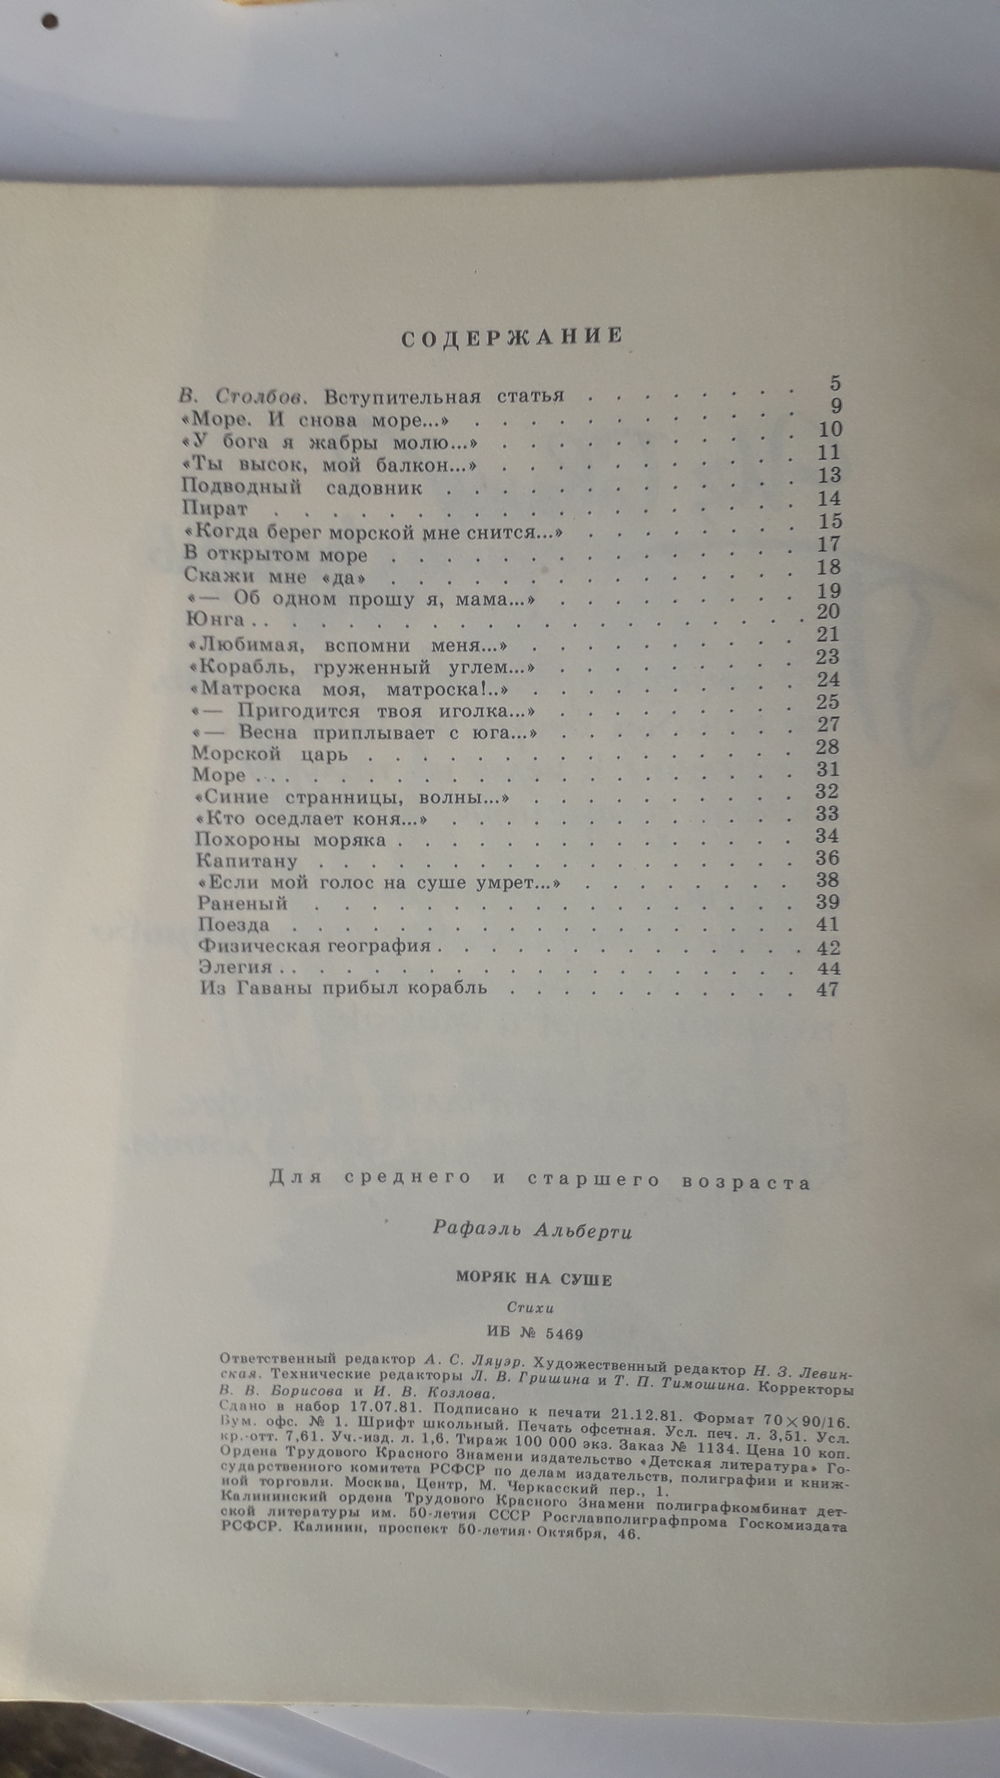 СОДЕРЖАНИЕ
В. Столбов. Вступительная статья . . . . . . . . 5
«Море. И снова море...» . . . . . . . . . . . . 9
«У бога я жабры молю...» . . . . . . . . . . . 10
«Ты высок, мой балкон...» . . . . . . . . . . . 11
Подводный садовник . . . . . . . . . . . . . 13
Пират . . . . . . . . . . . . . . . . . . . 14
«Когда берег морской мне снится...» . . . . . . . . 15
В открытом море . . . . . . . . . . . . . . . 17
Скажи мне «да» . . . . . . . . . . . . . . . 18
«— Об одном прошу я, мама...» . . . . . . . . . 19
Юнга . . . . . . . . . . . . . . . . . . . . 20
«Любимая, вспомни меня...» . . . . . . . . . . 21
«Корабль, груженный углем...» . . . . . . . . . 23
«Матроска моя, матроска!..» . . . . . . . . . . 24
«— Пригодится твоя иголка...» . . . . . . . . . 25
«— Весна приплывает с юга...» . . . . . . . . . 27
Морской царь . . . . . . . . . . . . . . . . 28
Море . . . . . . . . . . . . . . . . . . . . 31
«Синие странницы, волны...» . . . . . . . . . . 32
«Кто оседлает коня...» . . . . . . . . . . . . . 33
Похороны моряка . . . . . . . . . . . . . . . 34
Капитану . . . . . . . . . . . . . . . . . . 36
«Если мой голос на суше умрет...» . . . . . . . . 38
Раненый . . . . . . . . . . . . . . . . . . 39
Поезда . . . . . . . . . . . . . . . . . . . 41
Физическая география . . . . . . . . . . . . . . 42
Элегия . . . . . . . . . . . . . . . . . . . . 44
Из Гаваны прибыл корабль . . . . . . . . . . . 47
Для среднего и старшего возраста
Рафаэль Альберти
МОРЯК НА СУШЕ
Стихи
ИБ № 5469
Ответственный редактор А. С. Ляуэр. Художественный редактор Н. З. Левин-
ская. Технические редакторы Л. В. Гришина и Т. П. Тимошина. Корректоры
В. В. Борисова и И. В. Козлова.
Сдано в набор 17.07.81. Подписано к печати 21.12.81. Формат 70×90/16.
Бум. офс. № 1. Шрифт школьный. Печать офсетная. Усл. печ. л. 3,51. Усл.
кр.-отт. 7,61. Уч.-изд. л. 1,6. Тираж 100 000 экз. Заказ № 1134. Цена 10 коп.
Ордена Трудового Красного Знамени издательство «Детская литература» Го-
сударственного комитета РСФСР по делам издательств, полиграфии и книж-
ной торговли. Москва, Центр, М. Черкасский пер., 1.
Калининский ордена Трудового Красного Знамени полиграфкомбинат дет-
ской литературы им. 50-летия СССР Росглавполиграфпрома Госкомиздата
РСФСР. Калинин, проспект 50-летия Октября, 46.